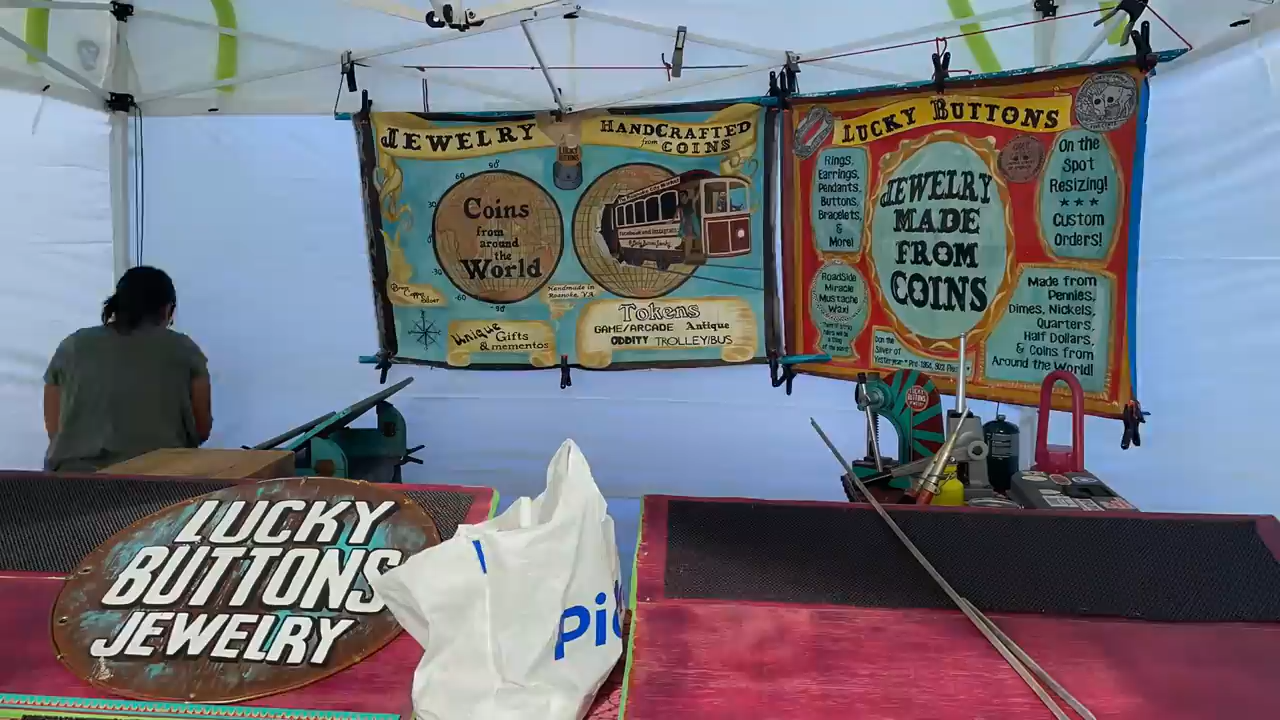 JEWELRY
HANDCRAFTED
from
COINS
LUCKY
BUTTONS
Coins
from
around
the
World
Handmade in
Roanoke, VA
Unique Gifts
& mementos
Tokens
GAME/ARCADE Antique
ODDITY TROLLEY/BUS
LUCKY BUTTONS
Rings,
Earrings,
Pendants,
Buttons,
Bracelets,
&
More!
JEWELRY
MADE
FROM
COINS
On the
Spot
Resizing!
Custom
Orders!
RoadSide
Miracle
Mustache
Wax!
Made from
Pennies,
Dimes, Nickels,
Quarters,
Half Dollars,
& Coins from
Around the World!
LUCKY
BUTTONS
JEWELRY
Pi